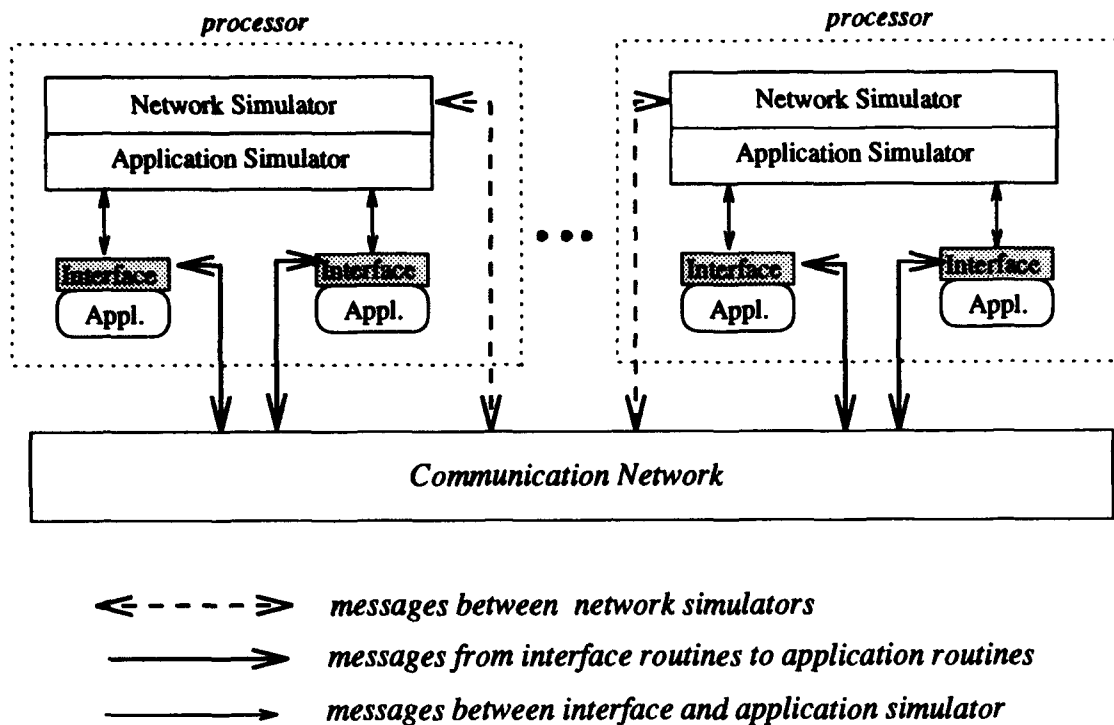 processor
processor
Network Simulator
Application Simulator
Network Simulator
Application Simulator
Interface
Appl.
Interface
Appl.
Interface
Appl.
Interface
Appl.
Communication Network
messages between network simulators
messages from interface routines to application routines
messages between interface and application simulator